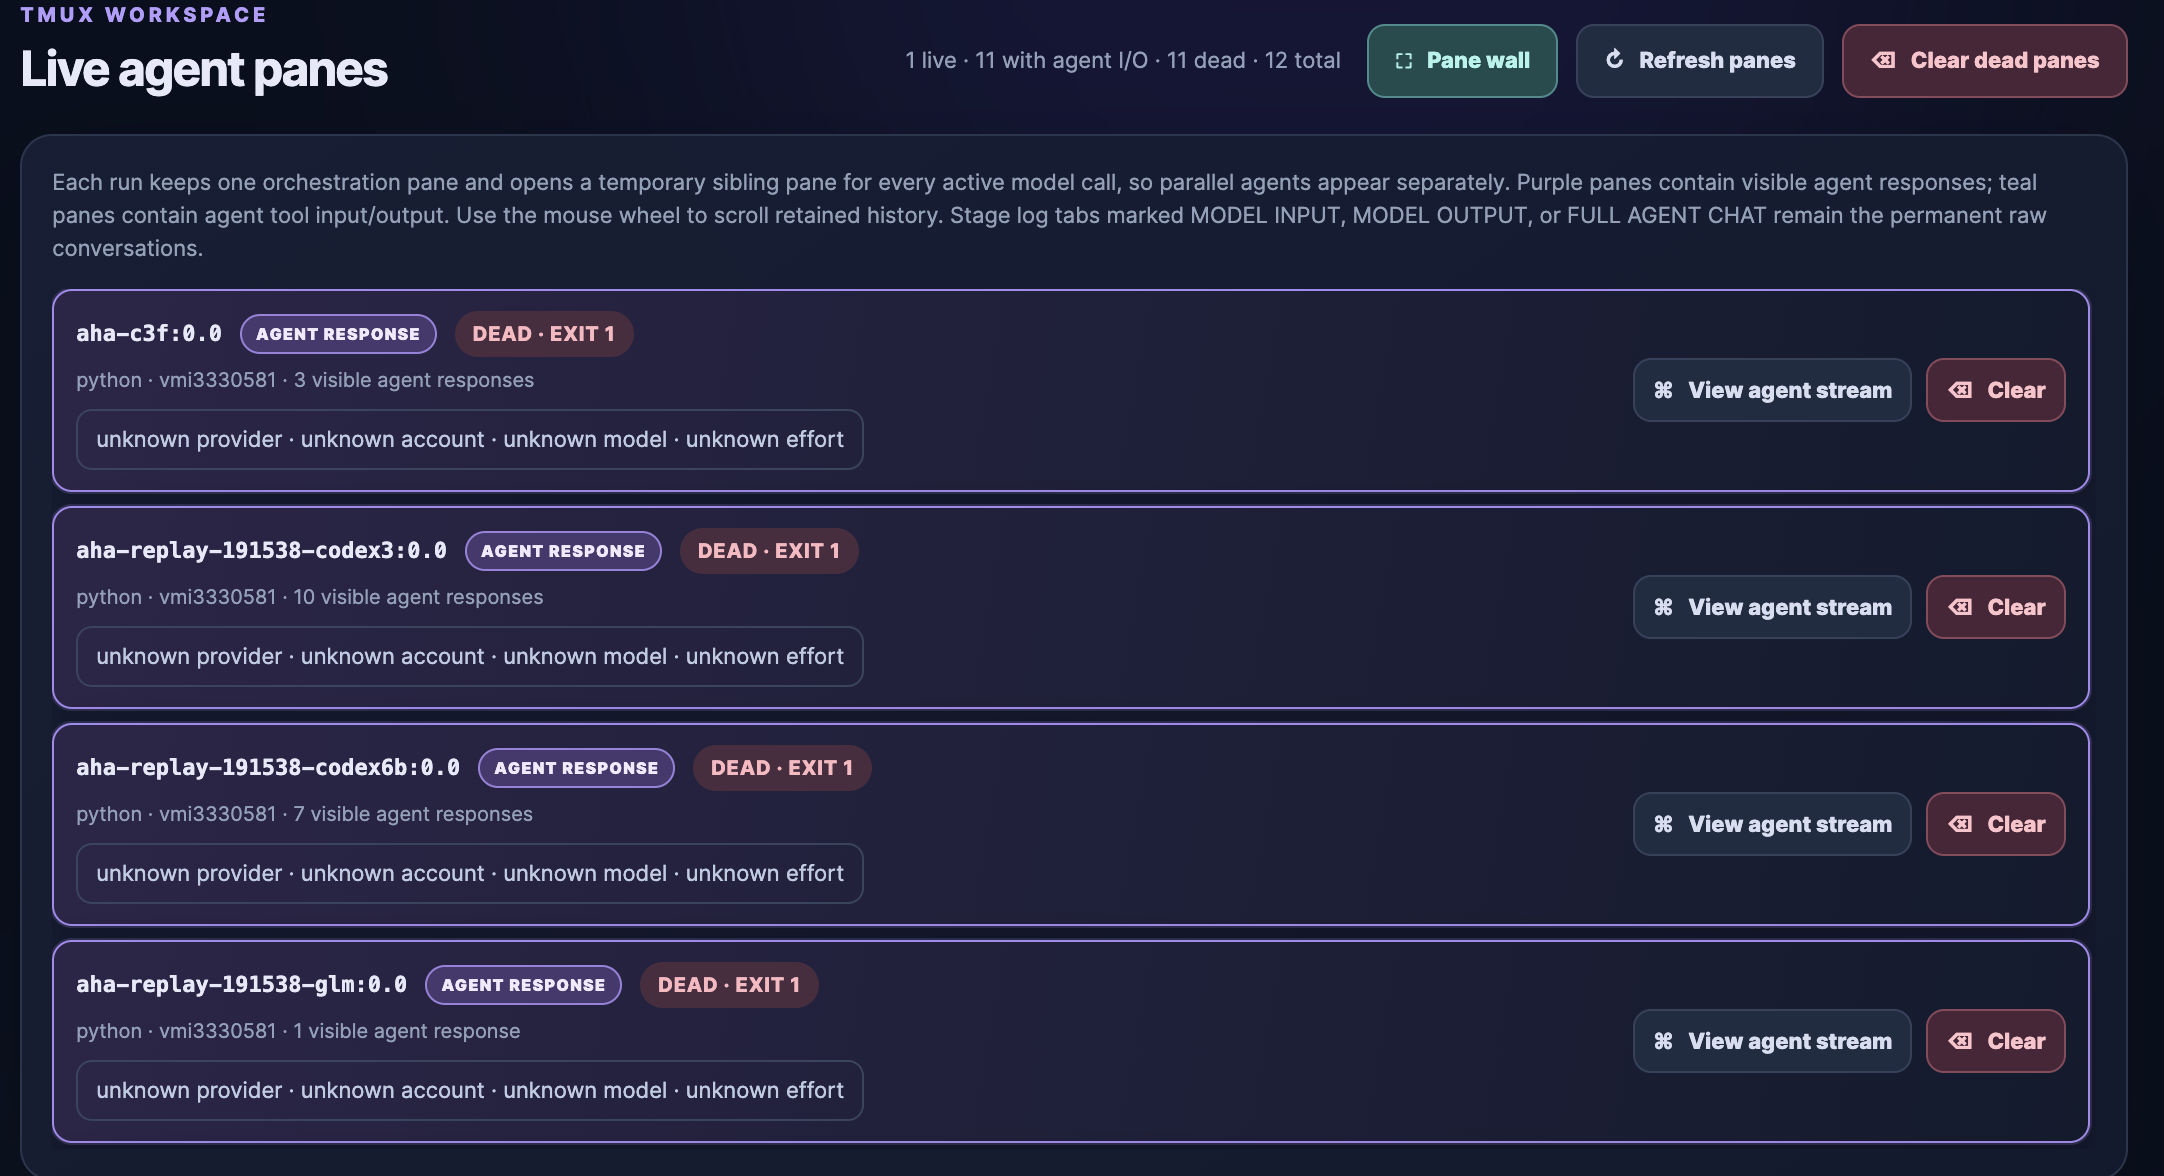 TMUX WORKSPACE
Live agent panes
1 live · 11 with agent I/O · 11 dead · 12 total
Pane wall
Refresh panes
Clear dead panes
Each run keeps one orchestration pane and opens a temporary sibling pane for every active model call, so parallel agents appear separately. Purple panes contain visible agent responses; teal
panes contain agent tool input/output. Use the mouse wheel to scroll retained history. Stage log tabs marked MODEL INPUT, MODEL OUTPUT, or FULL AGENT CHAT remain the permanent raw
conversations.
aha-c3f:0.0 AGENT RESPONSE DEAD · EXIT 1
python · vmi3330581 · 3 visible agent responses
unknown provider · unknown account · unknown model · unknown effort
View agent stream
Clear
aha-replay-191538-codex3:0.0 AGENT RESPONSE DEAD · EXIT 1
python · vmi3330581 · 10 visible agent responses
unknown provider · unknown account · unknown model · unknown effort
View agent stream
Clear
aha-replay-191538-codex6b:0.0 AGENT RESPONSE DEAD · EXIT 1
python · vmi3330581 · 7 visible agent responses
unknown provider · unknown account · unknown model · unknown effort
View agent stream
Clear
aha-replay-191538-glm:0.0 AGENT RESPONSE DEAD · EXIT 1
python · vmi3330581 · 1 visible agent response
unknown provider · unknown account · unknown model · unknown effort
View agent stream
Clear